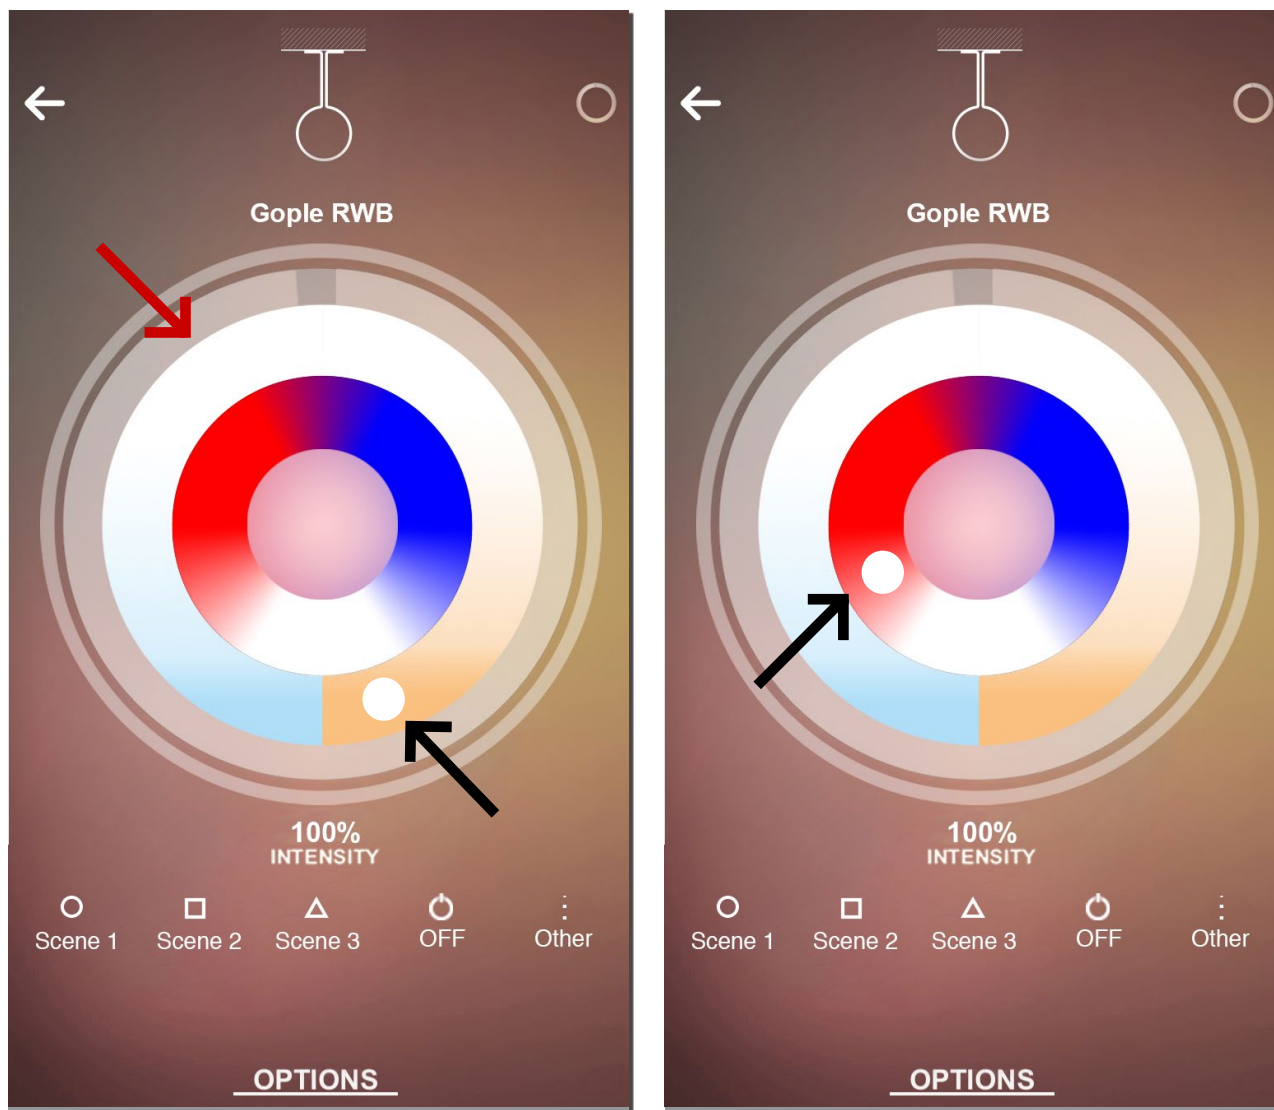 Gople RWB
100%
INTENSITY
Scene 1 Scene 2 Scene 3 OFF Other
OPTIONS
Gople RWB
100%
INTENSITY
Scene 1 Scene 2 Scene 3 OFF Other
OPTIONS